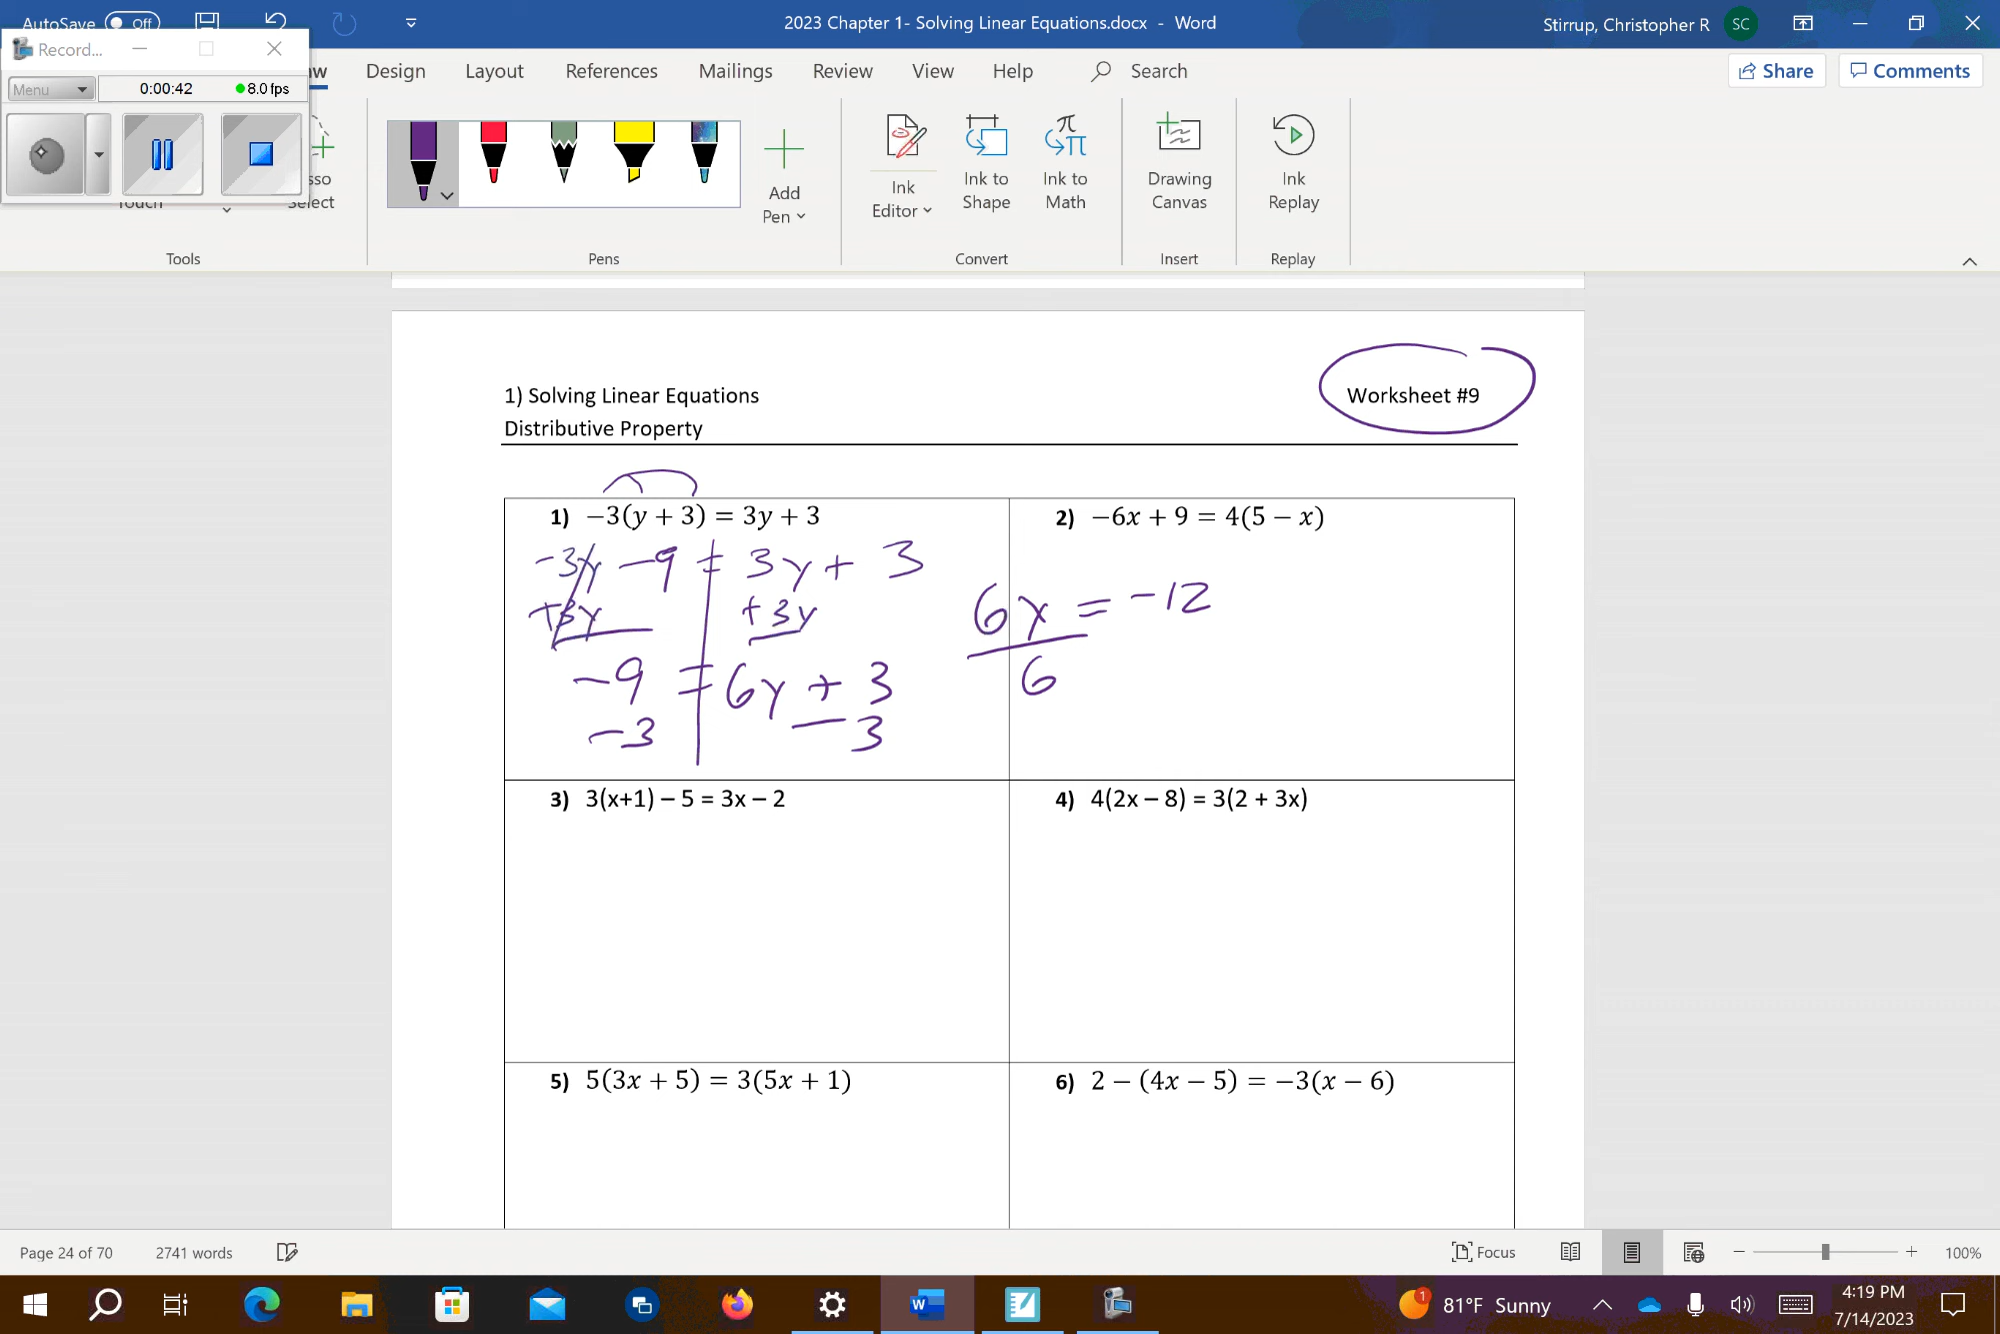 AutoSave Off
2023 Chapter 1- Solving Linear Equations.docx - Word
Stirrup, Christopher R SC
Record...
Menu 0:00:42 8.0 fps
Design Layout References Mailings Review View Help Search
Share Comments
Touch
Select
Add
Pen
Ink
Editor
Ink to
Shape
Ink to
Math
Drawing
Canvas
Ink
Replay
Tools Pens Convert Insert Replay
1) Solving Linear Equations
Worksheet #9
Distributive Property
1) −3(y + 3) = 3y + 3
-3y -9 = 3y + 3
+3y +3y
-9 = 6y + 3
-3 - 3
2) −6x + 9 = 4(5 − x)
6x = -12
6
3) 3(x+1) – 5 = 3x – 2
4) 4(2x – 8) = 3(2 + 3x)
5) 5(3x + 5) = 3(5x + 1)
6) 2 − (4x − 5) = −3(x − 6)
Page 24 of 70 2741 words
Focus
100%
1 81°F Sunny
4:19 PM
7/14/2023